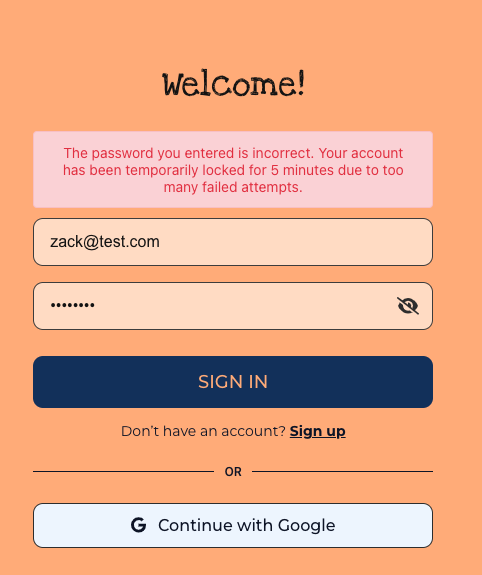 Welcome!
The password you entered is incorrect. Your account
has been temporarily locked for 5 minutes due to too
many failed attempts.
zack@test.com
••••••••
SIGN IN
Don’t have an account? Sign up
OR
G Continue with Google